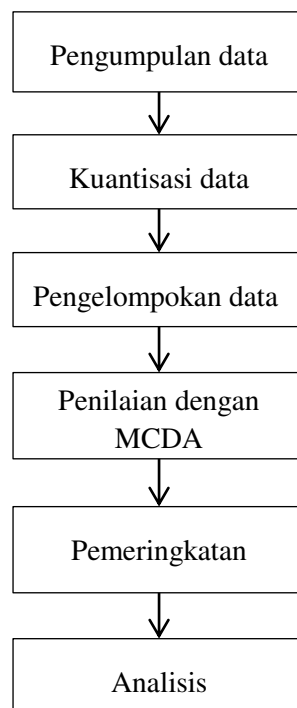 Pengumpulan data
Kuantisasi data
Pengelompokan data
Penilaian dengan
MCDA
Pemeringkatan
Analisis